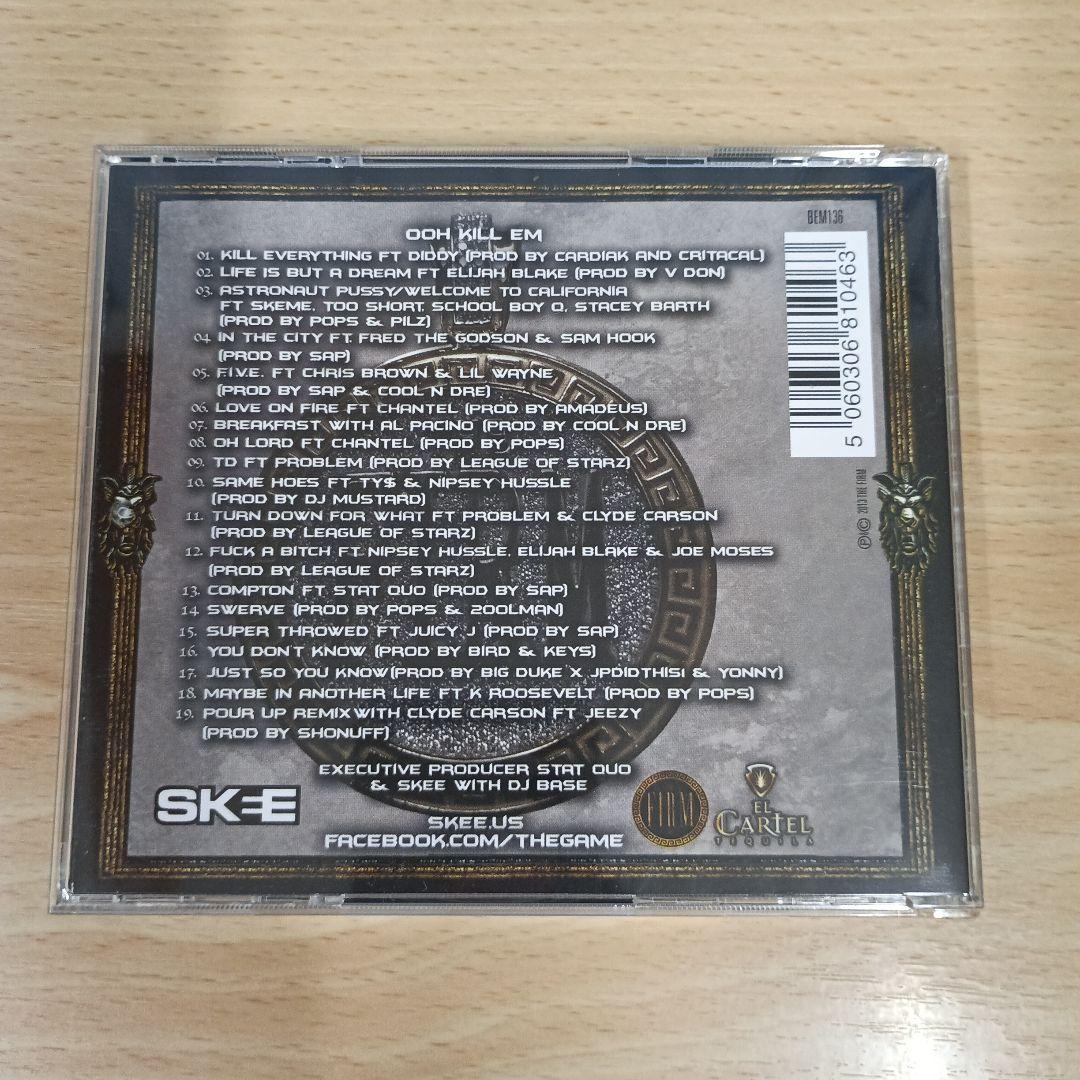 OOH KILL EM
01. KILL EVERYTHING FT DIDDY (PROD BY CARDIAK AND CRITACAL)
02. LIFE IS BUT A DREAM FT ELIJAH BLAKE (PROD BY V DON)
03. ASTRONAUT PUSSY/WELCOME TO CALIFORNIA
FT SKEME, TOO SHORT, SCHOOL BOY Q, STACEY BARTH
(PROD BY POPS & PILZ)
04. IN THE CITY FT. FRED THE GODSON & SAM HOOK
(PROD BY SAP)
05. F.I.V.E. FT CHRIS BROWN & LIL WAYNE
(PROD BY SAP & COOL N DRE)
06. LOVE ON FIRE FT CHANTEL (PROD BY AMADEUS)
07. BREAKFAST WITH AL PACINO (PROD BY COOL N DRE)
08. OH LORD FT CHANTEL (PROD BY POPS)
09. TD FT PROBLEM (PROD BY LEAGUE OF STARZ)
10. SAME HOES FT TY$ & NIPSEY HUSSLE
(PROD BY DJ MUSTARD)
11. TURN DOWN FOR WHAT FT PROBLEM & CLYDE CARSON
(PROD BY LEAGUE OF STARZ)
12. FUCK A BITCH FT. NIPSEY HUSSLE, ELIJAH BLAKE & JOE MOSES
(PROD BY LEAGUE OF STARZ)
13. COMPTON FT STAT QUO (PROD BY SAP)
14. SWERVE (PROD BY POPS & 200LMAN)
15. SUPER THROWED FT JUICY J (PROD BY SAP)
16. YOU DON'T KNOW (PROD BY BIRD & KEYS)
17. JUST SO YOU KNOW(PROD BY BIG DUKE X JPDIDTHIS1 & YONNY)
18. MAYBE IN ANOTHER LIFE FT K ROOSEVELT (PROD BY POPS)
19. POUR UP REMIX WITH CLYDE CARSON FT JEEZY
(PROD BY SHONUFF)
EXECUTIVE PRODUCER STAT QUO
& SKEE WITH DJ BASE
SKEE.US
FACEBOOK.COM/THEGAME
SKEE
FIRM
EL
CARTEL
TEQUILA
BEM136
5 060306 810463
Ⓟ© 2013 THE FIRM